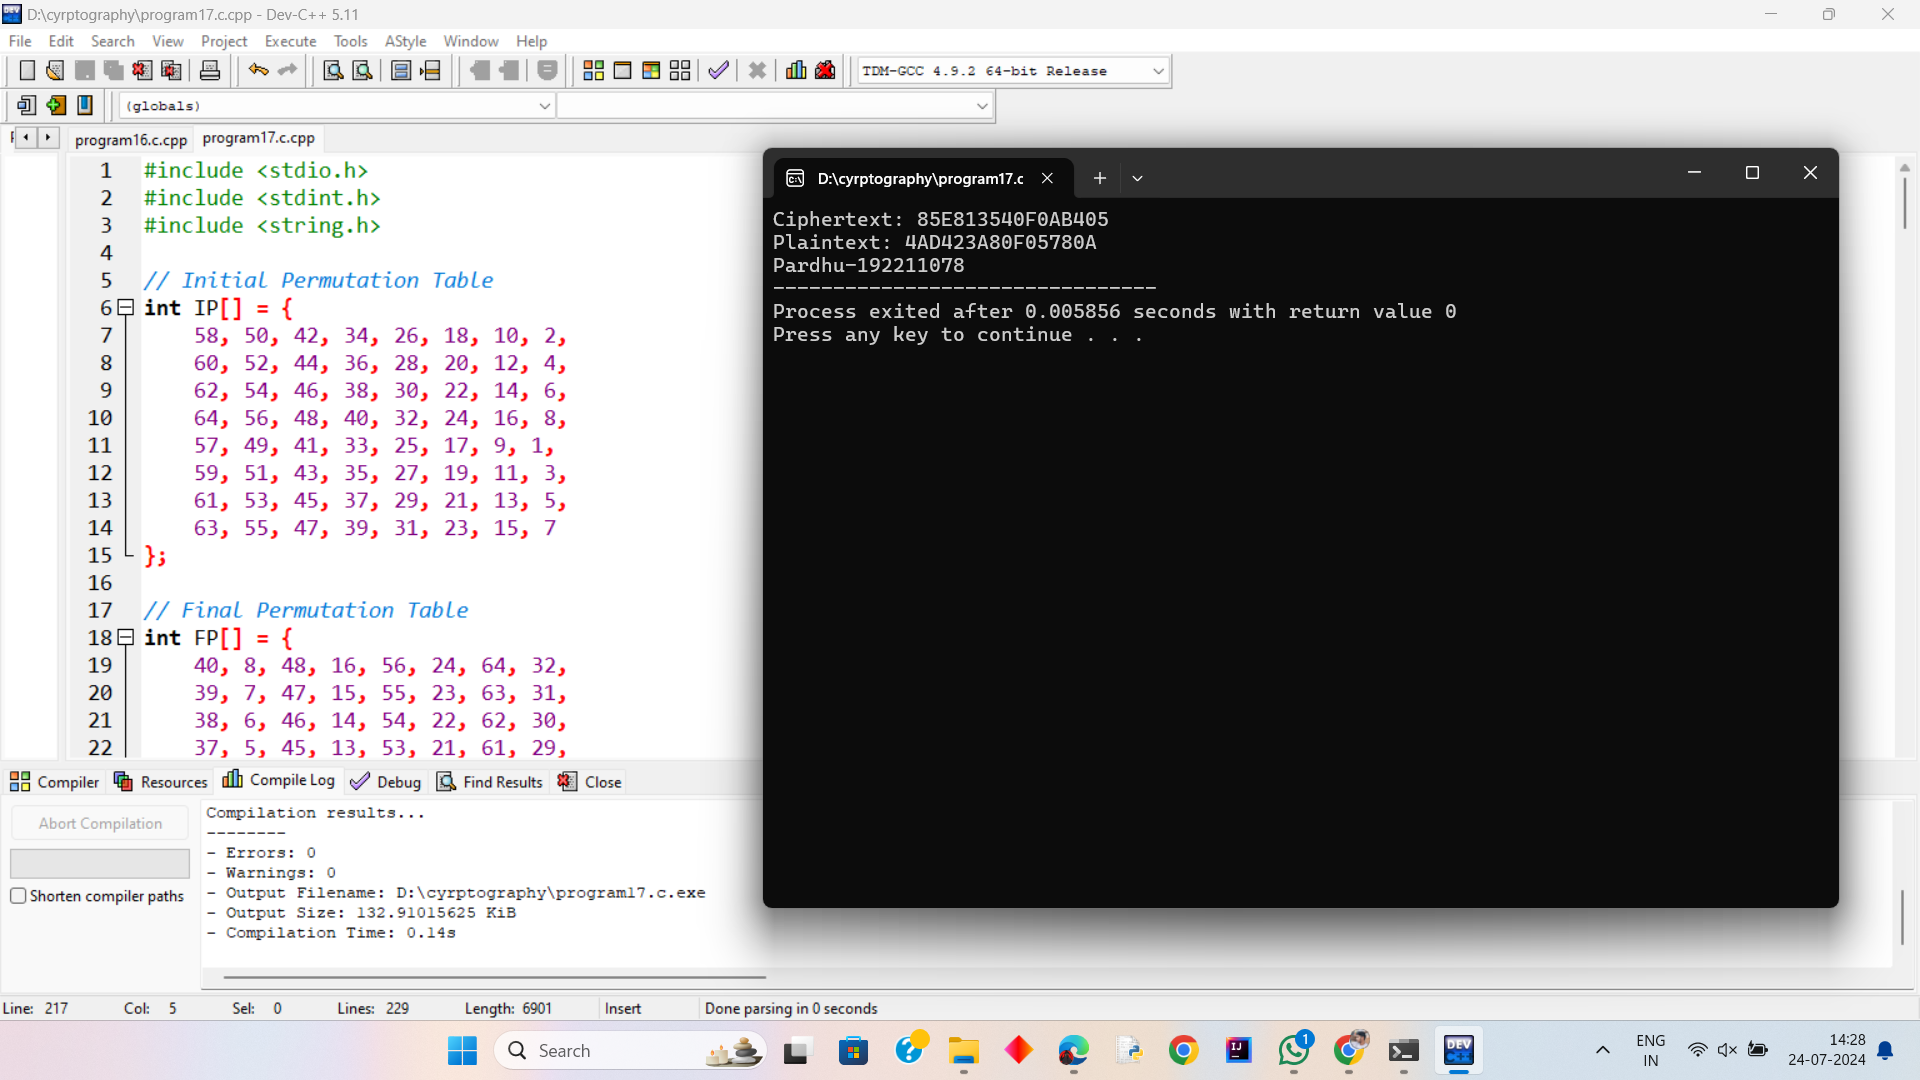 D:\cyrptography\program17.c.cpp - Dev-C++ 5.11
File Edit Search View Project Execute Tools AStyle Window Help
TDM-GCC 4.9.2 64-bit Release
(globals)
program16.c.cpp program17.c.cpp
1 #include <stdio.h>
2 #include <stdint.h>
3 #include <string.h>
4
5 // Initial Permutation Table
6 int IP[] = {
7 58, 50, 42, 34, 26, 18, 10, 2,
8 60, 52, 44, 36, 28, 20, 12, 4,
9 62, 54, 46, 38, 30, 22, 14, 6,
10 64, 56, 48, 40, 32, 24, 16, 8,
11 57, 49, 41, 33, 25, 17, 9, 1,
12 59, 51, 43, 35, 27, 19, 11, 3,
13 61, 53, 45, 37, 29, 21, 13, 5,
14 63, 55, 47, 39, 31, 23, 15, 7
15 };
16
17 // Final Permutation Table
18 int FP[] = {
19 40, 8, 48, 16, 56, 24, 64, 32,
20 39, 7, 47, 15, 55, 23, 63, 31,
21 38, 6, 46, 14, 54, 22, 62, 30,
22 37, 5, 45, 13, 53, 21, 61, 29,
D:\cyrptography\program17.c
Ciphertext: 85E813540F0AB405
Plaintext: 4AD423A80F05780A
Pardhu-192211078
--------------------------------
Process exited after 0.005856 seconds with return value 0
Press any key to continue . . .
Compiler Resources Compile Log Debug Find Results Close
Abort Compilation
Shorten compiler paths
Compilation results...
--------
- Errors: 0
- Warnings: 0
- Output Filename: D:\cyrptography\program17.c.exe
- Output Size: 132.91015625 KiB
- Compilation Time: 0.14s
Line: 217 Col: 5 Sel: 0 Lines: 229 Length: 6901 Insert Done parsing in 0 seconds
Search
IJ
1
DEV C++
ENG
IN
14:28
24-07-2024